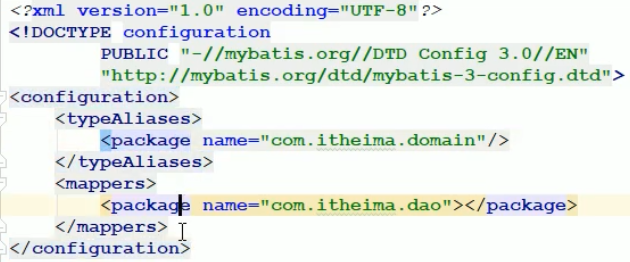 <?xml version="1.0" encoding="UTF-8"?>
<!DOCTYPE configuration
PUBLIC "-//mybatis.org//DTD Config 3.0//EN"
"http://mybatis.org/dtd/mybatis-3-config.dtd">
<configuration>
<typeAliases>
<package name="com.itheima.domain"/>
</typeAliases>
<mappers>
<package name="com.itheima.dao"></package>
</mappers>
</configuration>